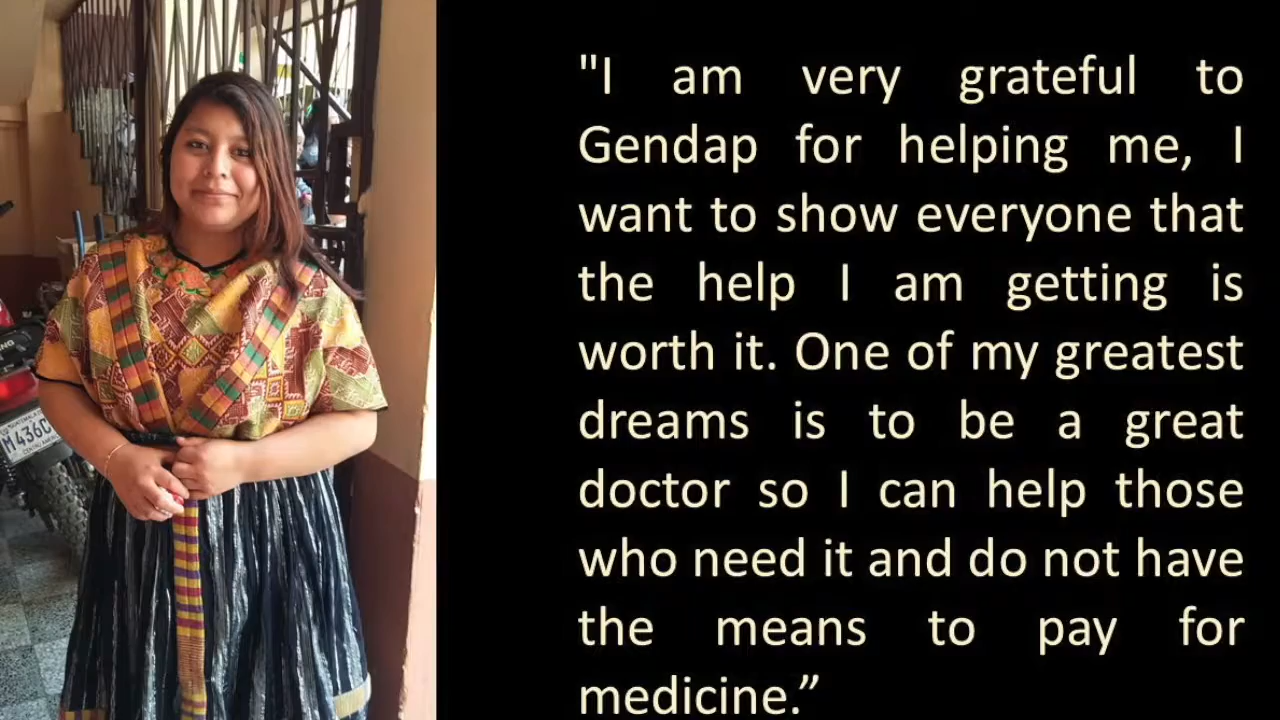 "I am very grateful to
Gendap for helping me, I
want to show everyone that
the help I am getting is
worth it. One of my greatest
dreams is to be a great
doctor so I can help those
who need it and do not have
the means to pay for
medicine.”
M 436C